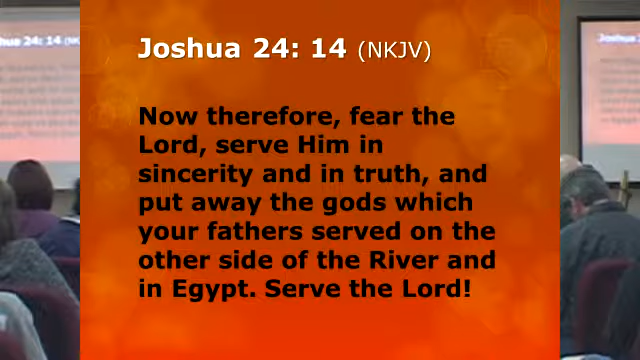 Joshua 24: 14 (NKJV)
Now therefore, fear the
Lord, serve Him in
sincerity and in truth, and
put away the gods which
your fathers served on the
other side of the River and
in Egypt. Serve the Lord!